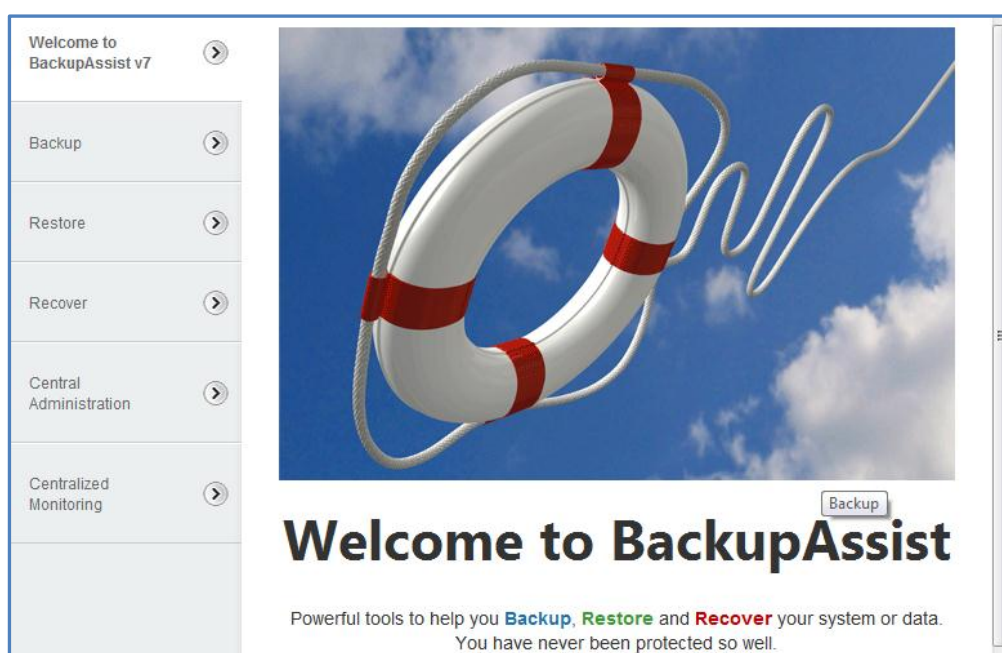 Welcome to
BackupAssist v7
Backup
Restore
Recover
Central
Administration
Centralized
Monitoring
Backup
Welcome to BackupAssist
Powerful tools to help you Backup, Restore and Recover your system or data.
You have never been protected so well.